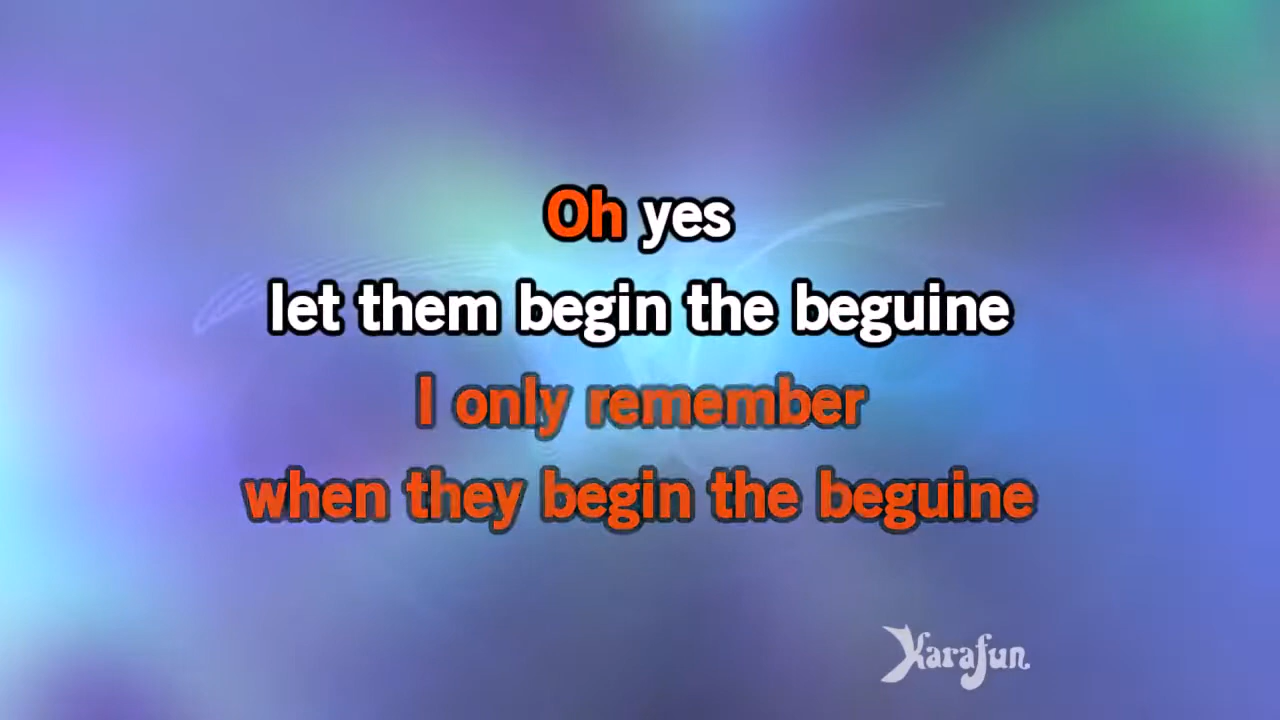 Oh yes
let them begin the beguine
I only remember
when they begin the beguine
Karafun